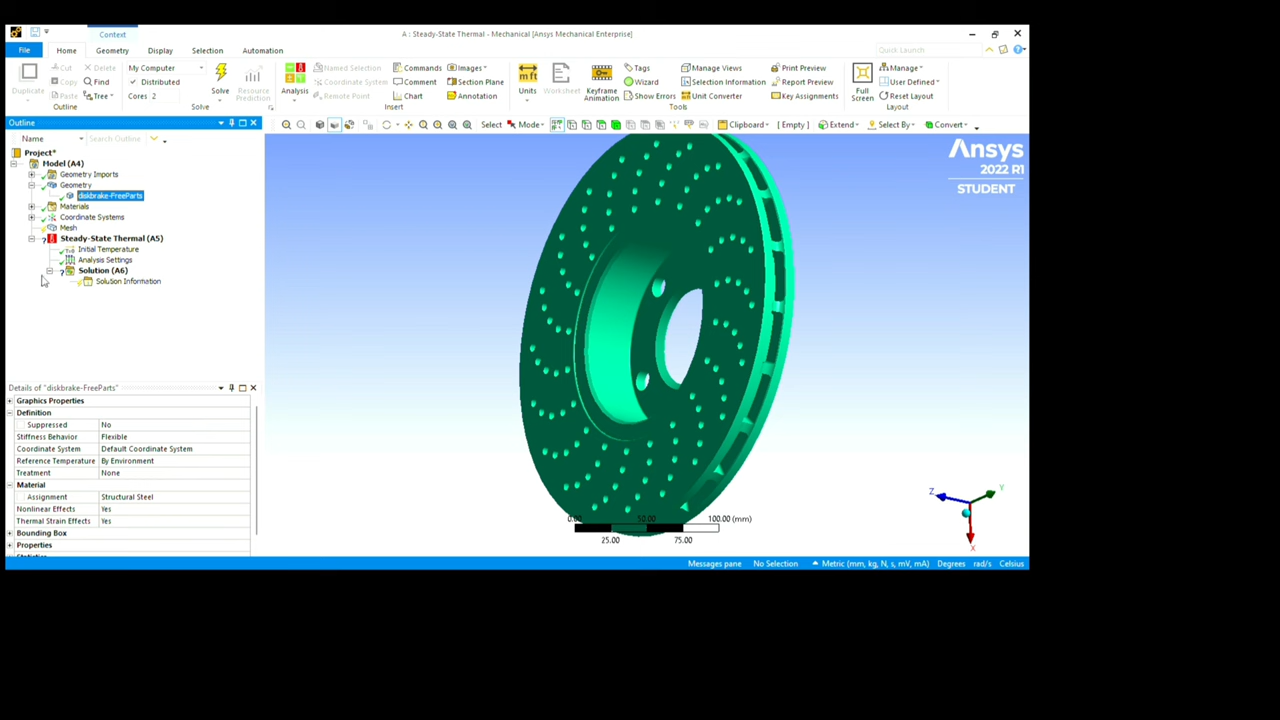 Context
A : Steady-State Thermal - Mechanical [Ansys Mechanical Enterprise]
File Home Geometry Display Selection Automation Quick Launch
Duplicate Cut Delete My Computer Solve Resource Prediction Analysis Named Selection Commands Images Units Worksheet Keyframe Animation Tags Manage Views Print Preview Full Screen Manage
Copy Find Distributed Coordinate System Comment Section Plane Wizard Selection Information Report Preview User Defined
Paste Tree Cores 2 Remote Point Chart Annotation Show Errors Unit Converter Key Assignments Reset Layout
Outline Solve Insert Tools Layout
Outline
Select Mode Clipboard [ Empty ] Extend Select By Convert
Name Search Outline
Project*
Model (A4)
Geometry Imports
Geometry
diskbrake-FreeParts
Materials
Coordinate Systems
Mesh
Steady-State Thermal (A5)
Initial Temperature
Analysis Settings
Solution (A6)
Solution Information
Ansys
2022 R1
STUDENT
Details of "diskbrake-FreeParts"
Graphics Properties
Definition
Suppressed No
Stiffness Behavior Flexible
Coordinate System Default Coordinate System
Reference Temperature By Environment
Treatment None
Material
Assignment Structural Steel
Nonlinear Effects Yes
Thermal Strain Effects Yes
Bounding Box
Properties
Statistics
0.00 50.00 100.00 (mm)
25.00 75.00
Z Y
X
Messages pane No Selection Metric (mm, kg, N, s, mV, mA) Degrees rad/s Celsius